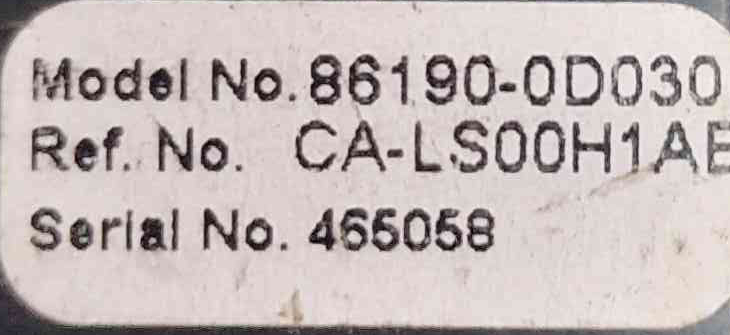 Model No. 86190-0D030
Ref. No. CA-LS00H1AE
Serial No. 465058